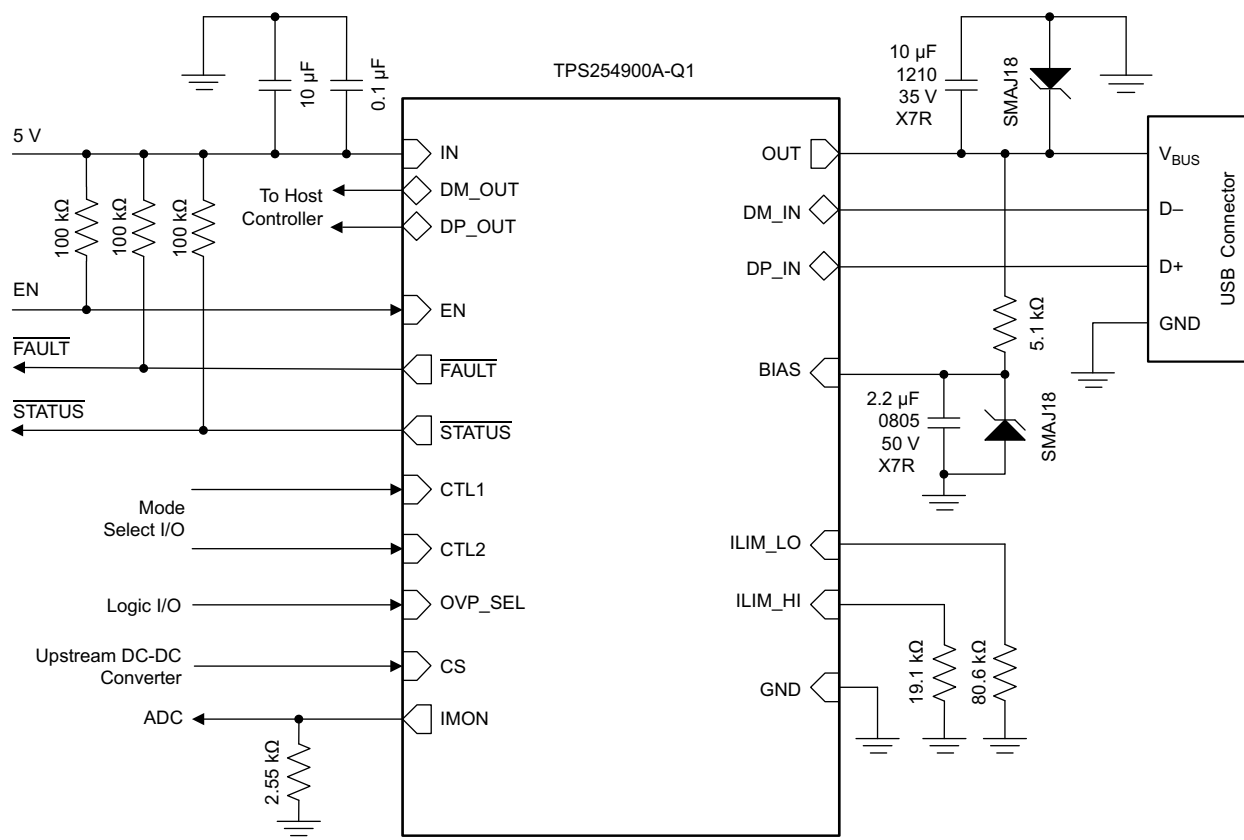 TPS254900A-Q1
10 µF
0.1 µF
10 µF
1210
35 V
X7R
SMAJ18
5 V
IN
OUT
V_BUS
To Host
Controller
DM_OUT
DP_OUT
DM_IN
D–
DP_IN
D+
GND
USB Connector
100 kΩ
100 kΩ
100 kΩ
5.1 kΩ
EN
EN
FAULT
FAULT
BIAS
STATUS
STATUS
2.2 µF
0805
50 V
X7R
SMAJ18
Mode
Select I/O
CTL1
CTL2
ILIM_LO
Logic I/O
OVP_SEL
ILIM_HI
Upstream DC-DC
Converter
CS
GND
19.1 kΩ
80.6 kΩ
ADC
IMON
2.55 kΩ